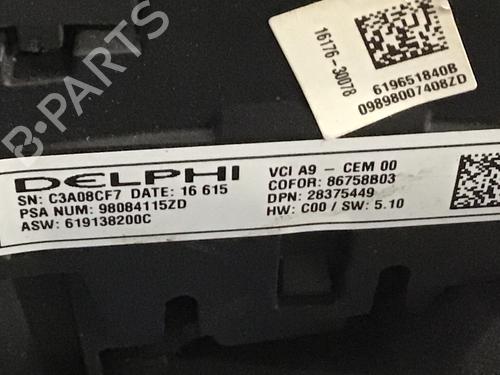 B-PARTS
16176-30078
619651840B
09898007408ZD
DELPHI
SN: C3A08CF7 DATE: 16 615
PSA NUM: 98084115ZD
ASW: 619138200C
VCI A9 - CEM 00
COFOR: 86758B03
DPN: 28375449
HW: C00 / SW: 5.10